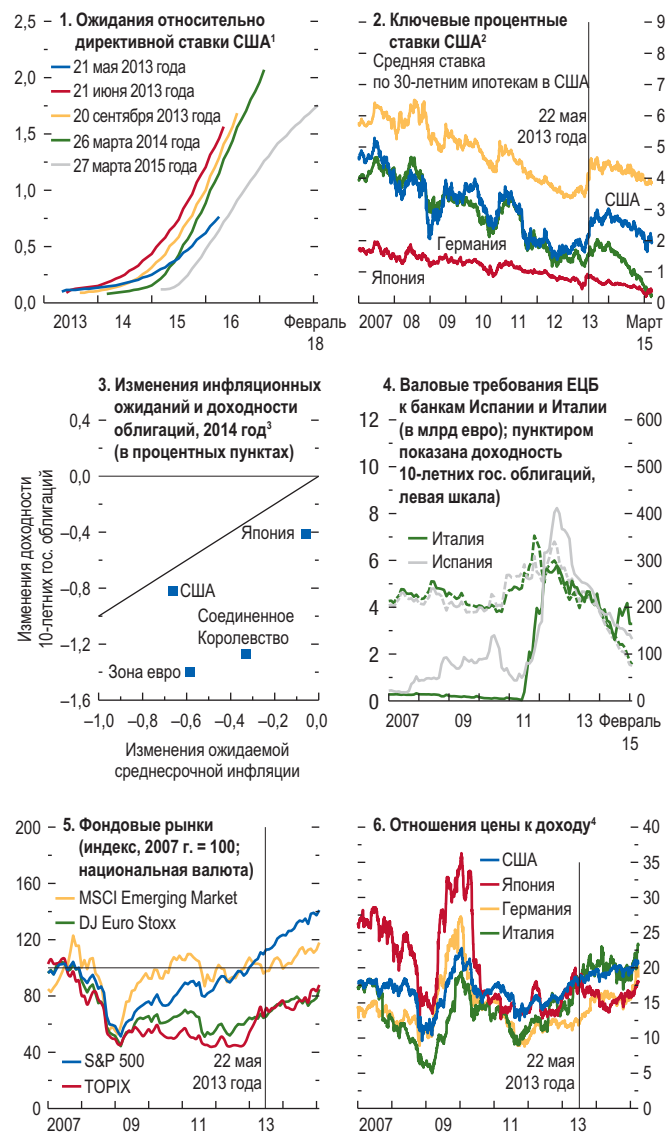 1. Ожидания относительно
директивной ставки США¹
2,5
2,0
1,5
1,0
0,5
0,0
21 мая 2013 года
21 июня 2013 года
20 сентября 2013 года
26 марта 2014 года
27 марта 2015 года
2013 14 15 16 Февраль
18
2. Ключевые процентные
ставки США²
Средняя ставка
по 30-летним ипотекам в США
22 мая
2013 года
США
Германия
Япония
9
8
7
6
5
4
3
2
1
0
2007 08 09 10 11 12 13 Март
15
3. Изменения инфляционных
ожиданий и доходности
облигаций, 2014 год³
(в процентных пунктах)
Изменения доходности
10-летних гос. облигаций
0,4
0,0
–0,4
–0,8
–1,2
–1,6
Япония
США
Соединенное
Королевство
Зона евро
–1,0 –0,8 –0,6 –0,4 –0,2 0,0
Изменения ожидаемой
среднесрочной инфляции
4. Валовые требования ЕЦБ
к банкам Испании и Италии
(в млрд евро); пунктиром
показана доходность
10-летних гос. облигаций,
левая шкала)
12
10
8
6
4
2
0
Италия
Испания
600
500
400
300
200
100
0
2007 09 11 13 Февраль
15
5. Фондовые рынки
(индекс, 2007 г. = 100;
национальная валюта)
200
160
120
80
40
0
MSCI Emerging Market
DJ Euro Stoxx
S&P 500
TOPIX
22 мая
2013 года
2007 09 11 13
6. Отношения цены к доходу⁴
США
Япония
Германия
Италия
22 мая
2013 года
40
35
30
25
20
15
10
5
0
2007 09 11 13